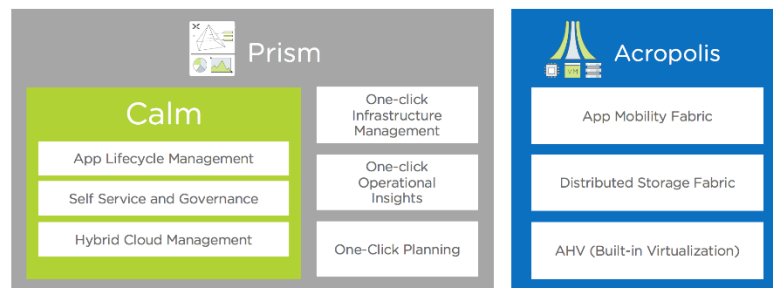 Prism
Calm
App Lifecycle Management
Self Service and Governance
Hybrid Cloud Management
One-click
Infrastructure
Management
One-click
Operational
Insights
One-Click Planning
Acropolis
VM
App Mobility Fabric
Distributed Storage Fabric
AHV (Built-in Virtualization)